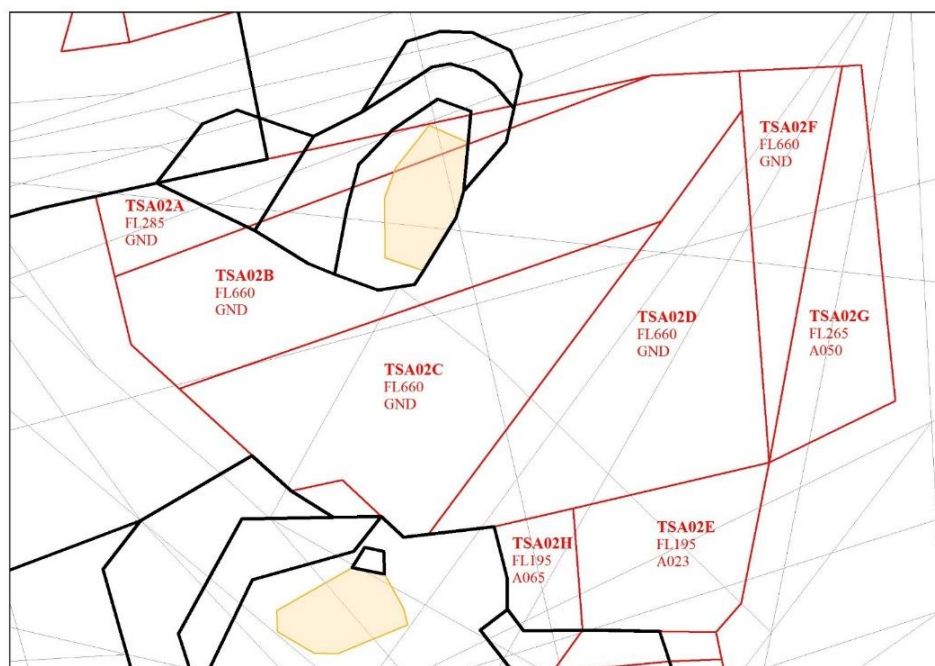 TSA02F
FL660
GND
TSA02A
FL285
GND
TSA02B
FL660
GND
TSA02D
FL660
GND
TSA02G
FL265
A050
TSA02C
FL660
GND
TSA02H
FL195
A065
TSA02E
FL195
A023